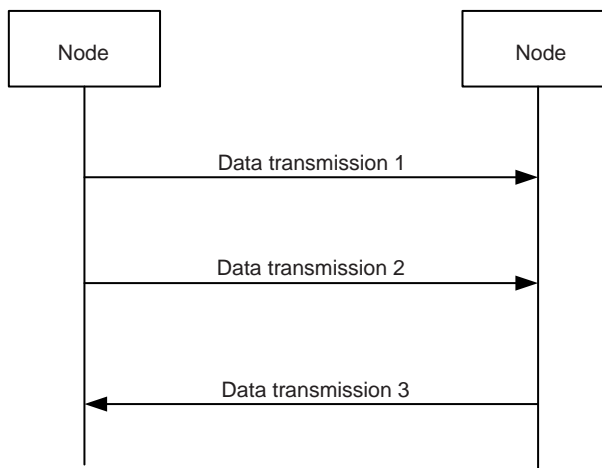 Node
Node
Data transmission 1
Data transmission 2
Data transmission 3